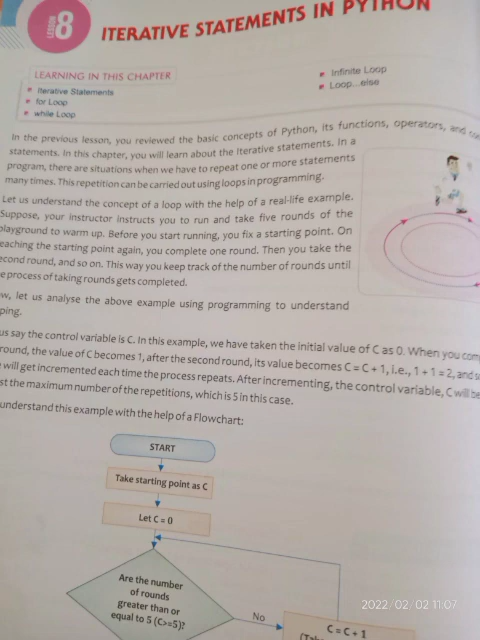 LESSON
8
ITERATIVE STATEMENTS IN PYTHON
LEARNING IN THIS CHAPTER
Iterative Statements
for Loop
while Loop
Infinite Loop
Loop...else
In the previous lesson, you reviewed the basic concepts of Python, its functions, operators, and
statements. In this chapter, you will learn about the Iterative statements. In a
program, there are situations when we have to repeat one or more statements
many times. This repetition can be carried out using loops in programming.
Let us understand the concept of a loop with the help of a real-life example.
Suppose, your instructor instructs you to run and take five rounds of the
playground to warm up. Before you start running, you fix a starting point. On
eaching the starting point again, you complete one round. Then you take the
econd round, and so on. This way you keep track of the number of rounds until
e process of taking rounds gets completed.
w, let us analyse the above example using programming to understand
ping.
us say the control variable is C. In this example, we have taken the initial value of C as 0. When you com
round, the value of C becomes 1, after the second round, its value becomes C = C + 1, i.e., 1 + 1 = 2, and s
will get incremented each time the process repeats. After incrementing, the control variable, C will be
st the maximum number of the repetitions, which is 5 in this case.
understand this example with the help of a Flowchart:
START
Take starting point as C
Let C = 0
Are the number
of rounds
greater than or
equal to 5 (C>=5)?
No
C = C + 1
2022/02/02 11:07